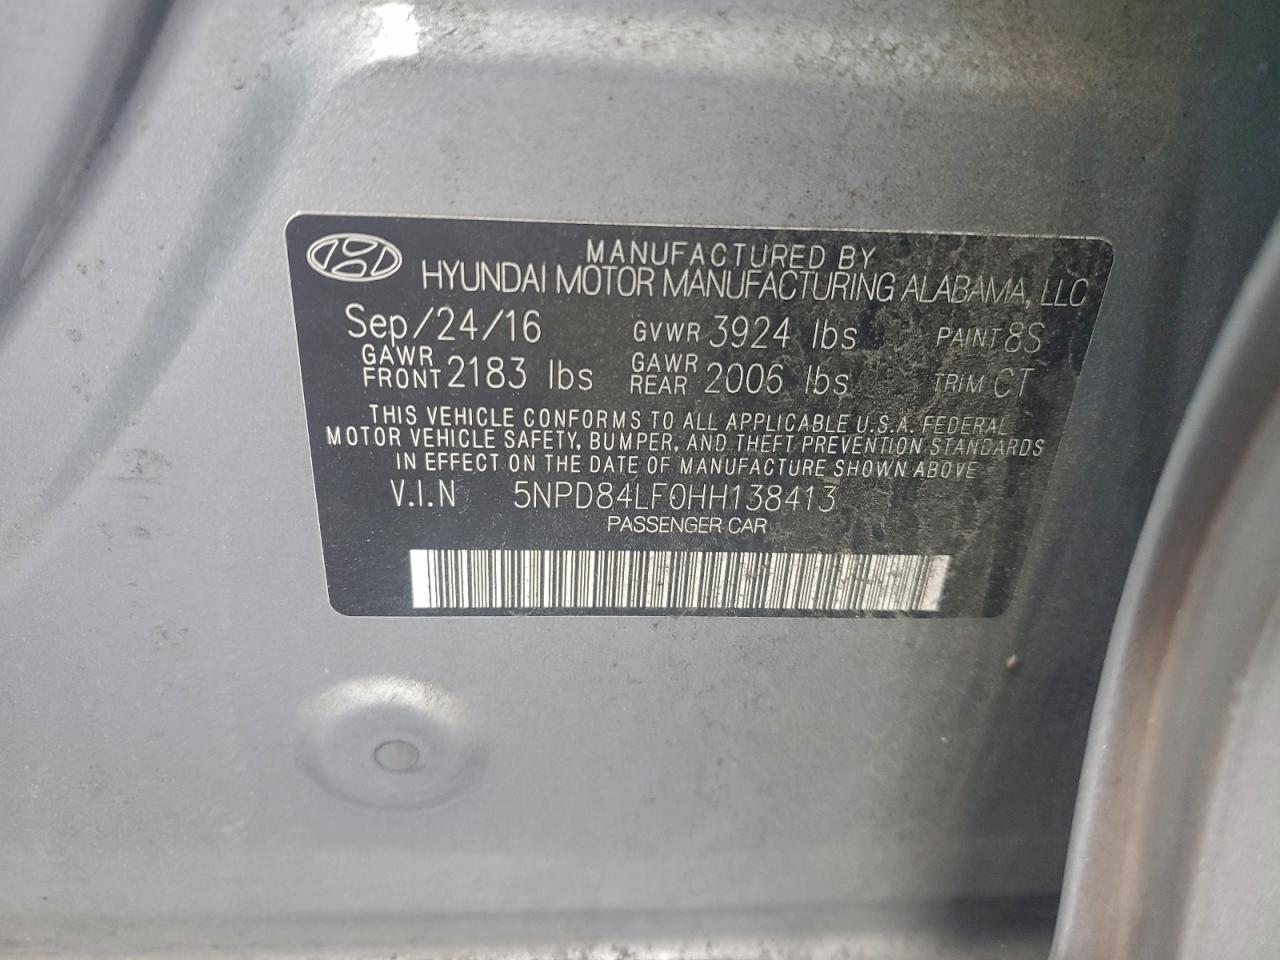 MANUFACTURED BY
HYUNDAI MOTOR MANUFACTURING ALABAMA, LLC
Sep/24/16 GVWR 3924 lbs PAINT 8S
GAWR FRONT 2183 lbs GAWR REAR 2006 lbs TRIM CT
THIS VEHICLE CONFORMS TO ALL APPLICABLE U.S.A. FEDERAL
MOTOR VEHICLE SAFETY, BUMPER, AND THEFT PREVENTION STANDARDS
IN EFFECT ON THE DATE OF MANUFACTURE SHOWN ABOVE
V.I.N 5NPD84LF0HH138413
PASSENGER CAR